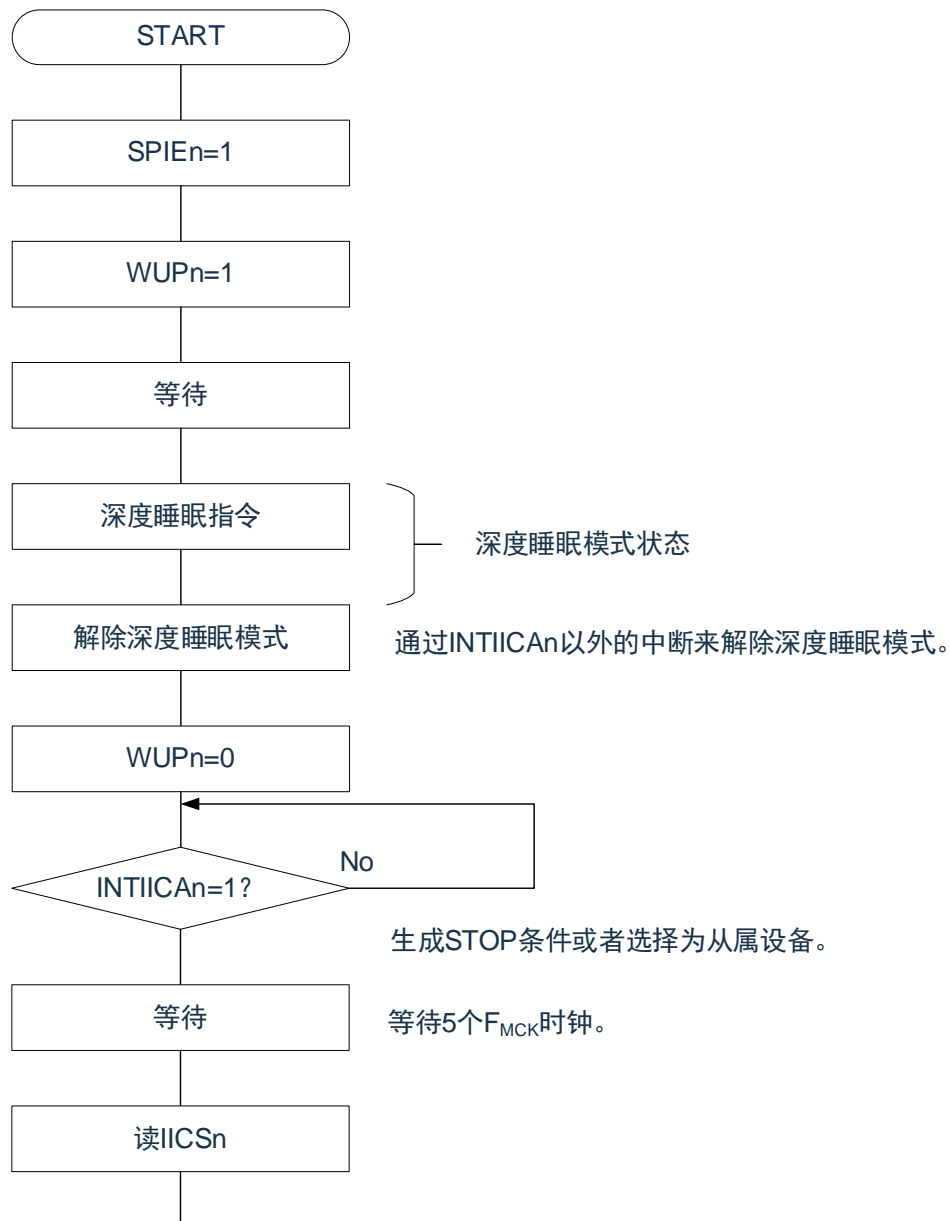 START
SPIEn=1
WUPn=1
等待
深度睡眠指令
深度睡眠模式状态
解除深度睡眠模式
通过INTIICAn以外的中断来解除深度睡眠模式。
WUPn=0
No
INTIICAn=1?
生成STOP条件或者选择为从属设备。
等待
等待5个FMCK时钟。
读IICSn